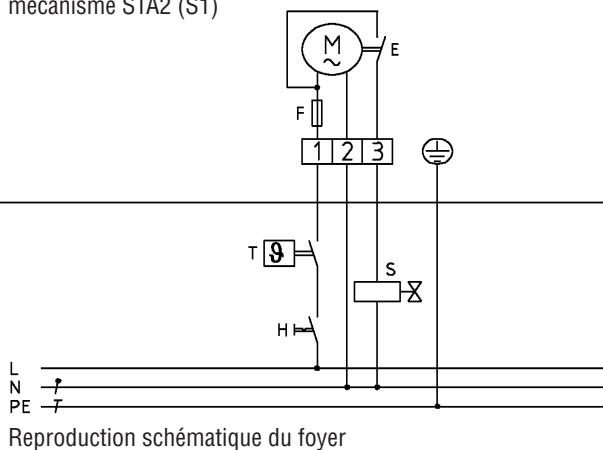 mécanisme STA2 (S1)
M
~
E
F
1 2 3
T ϑ
S
H
L
N
PE
Reproduction schématique du foyer